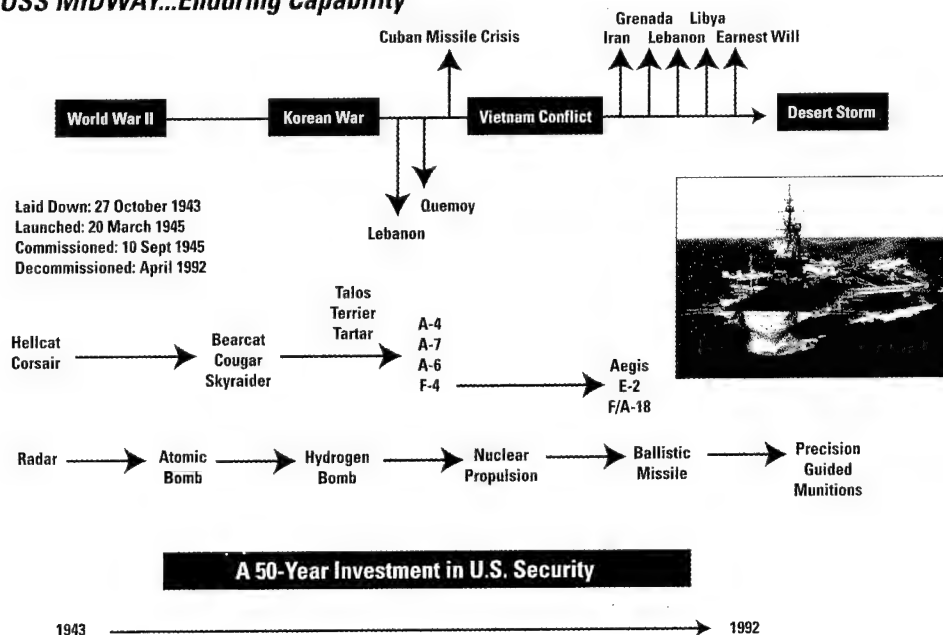 USS MIDWAY...Enduring Capability
Grenada Libya
Cuban Missile Crisis Iran Lebanon Earnest Will
World War II Korean War Vietnam Conflict Desert Storm
Quemoy
Lebanon
Laid Down: 27 October 1943
Launched: 20 March 1945
Commissioned: 10 Sept 1945
Decommissioned: April 1992
Hellcat
Corsair
Bearcat
Cougar
Skyraider
Talos
Terrier
Tartar
A-4
A-7
A-6
F-4
Aegis
E-2
F/A-18
Radar
Atomic
Bomb
Hydrogen
Bomb
Nuclear
Propulsion
Ballistic
Missile
Precision
Guided
Munitions
A 50-Year Investment in U.S. Security
1943 1992